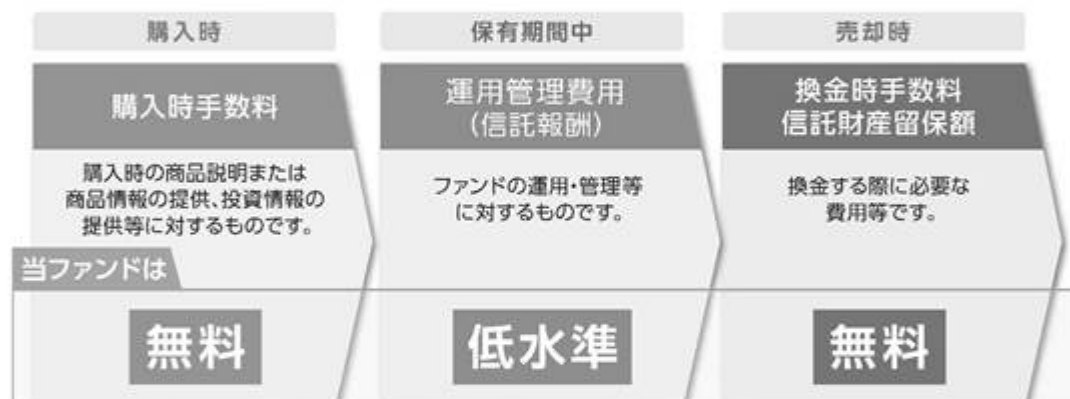 購入時
購入時手数料
購入時の商品説明または
商品情報の提供、投資情報の
提供等に対するものです。
保有期間中
運用管理費用
(信託報酬)
ファンドの運用・管理等
に対するものです。
売却時
換金時手数料
信託財産留保額
換金する際に必要な
費用等です。
当ファンドは
無料
低水準
無料